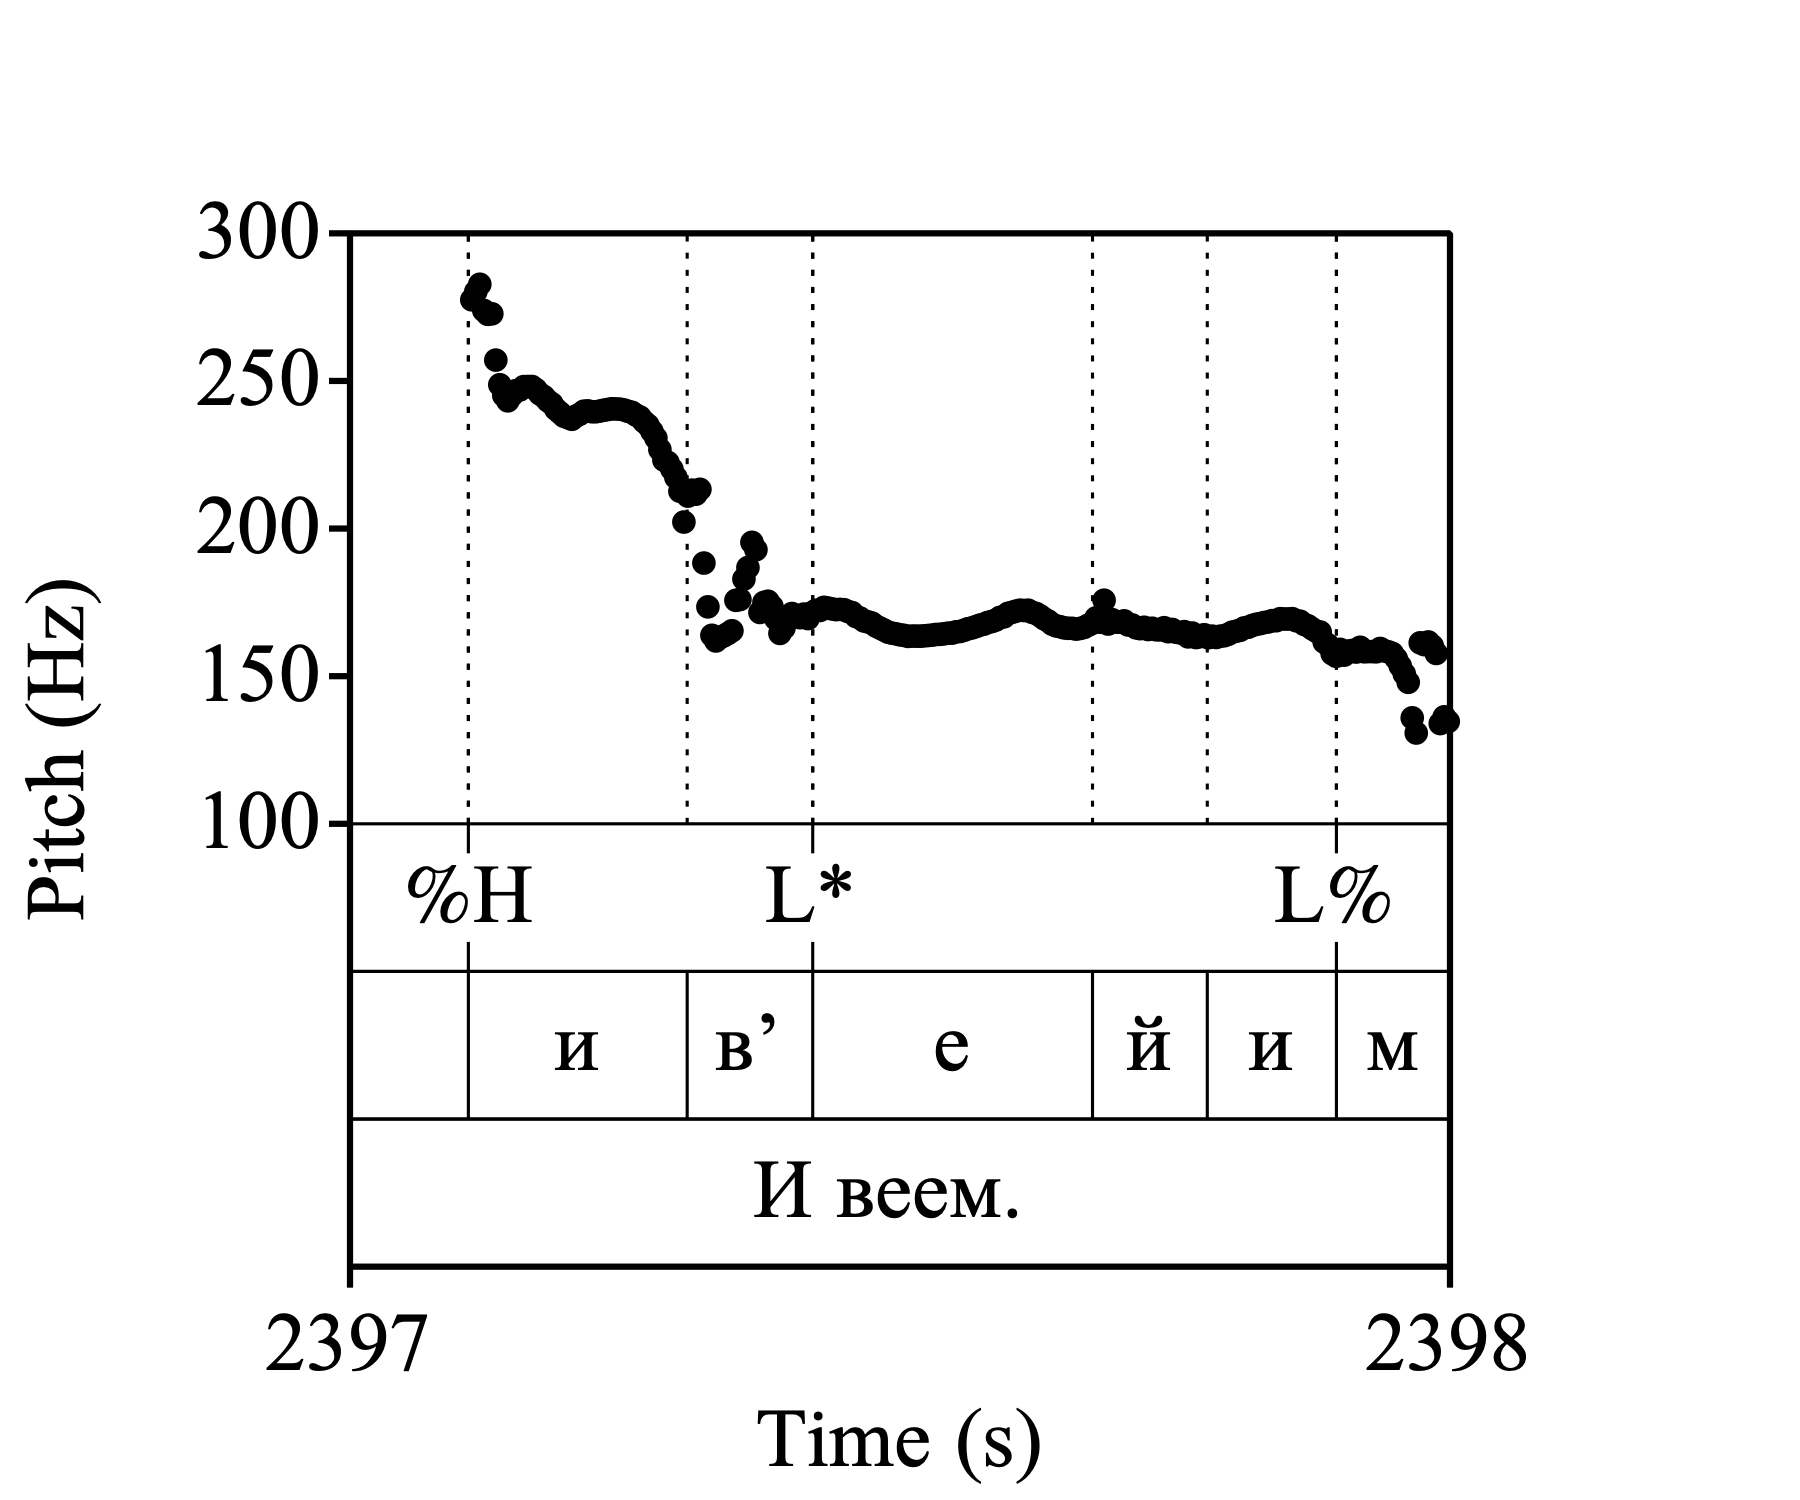 300
250
200
150
100
Pitch (Hz)
%H L* L%
и в’ е й и м
И веем.
2397 2398
Time (s)